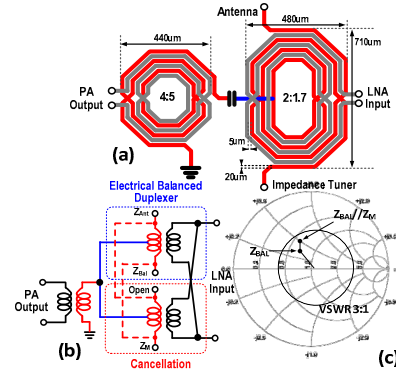 Antenna
480um
440um
710um
PA
Output
4:5
2:1.7
LNA
Input
5um
20um
(a)
Impedance Tuner
Electrical Balanced
Duplexer
ZAnt
ZBal
Open
ZM
PA
Output
LNA
Input
(b)
Cancellation
ZBAL//ZM
ZBAL
VSWR 3:1
(c)